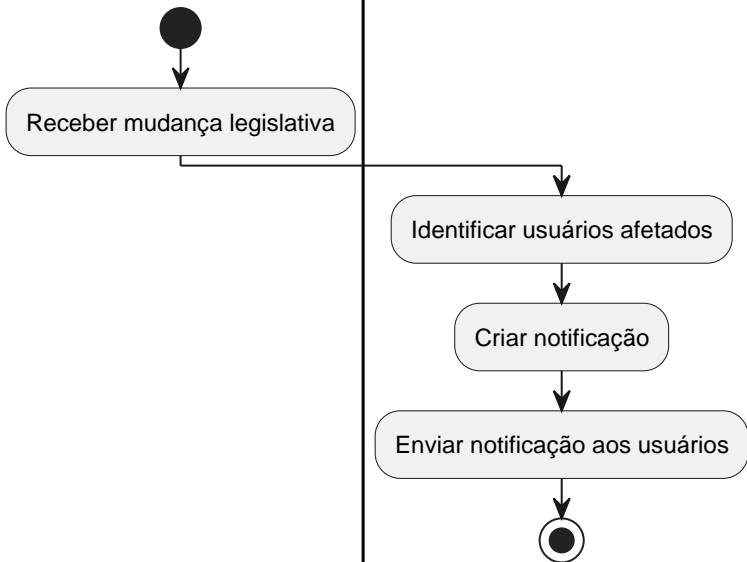 Receber mudança legislativa
Identificar usuários afetados
Criar notificação
Enviar notificação aos usuários